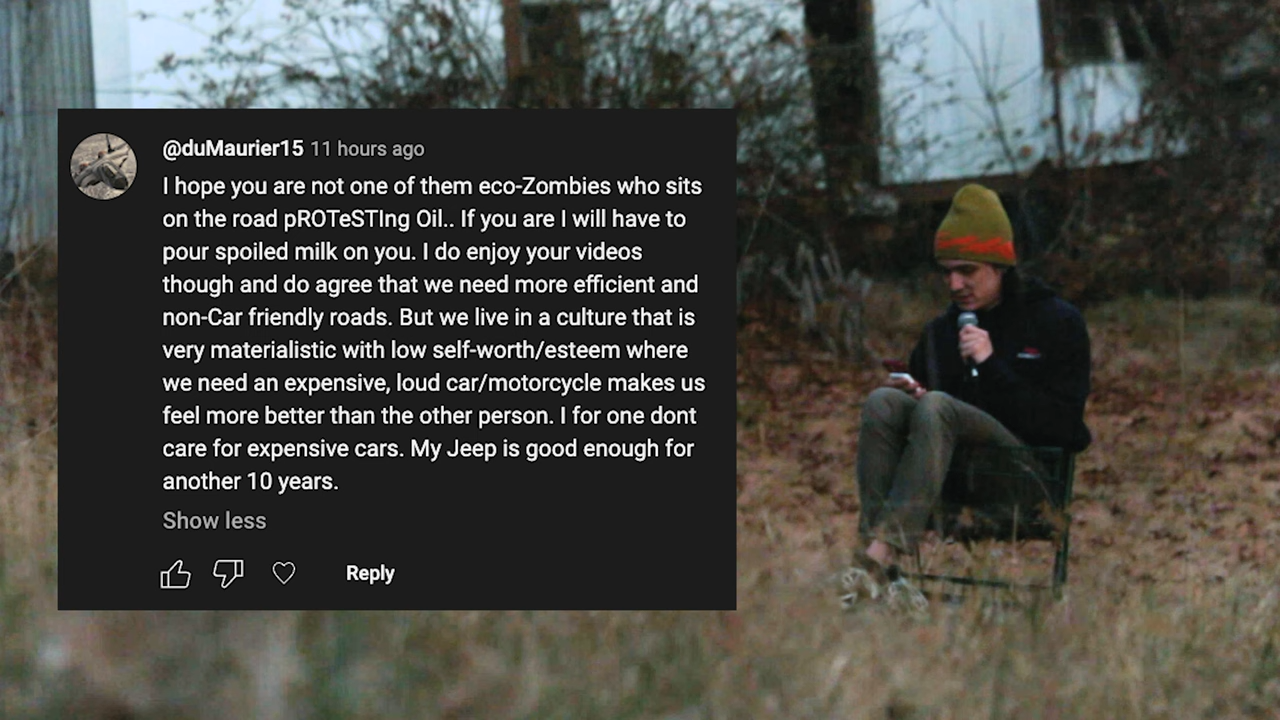 @duMaurier15 11 hours ago
I hope you are not one of them eco-Zombies who sits
on the road pROTeSTIng Oil.. If you are I will have to
pour spoiled milk on you. I do enjoy your videos
though and do agree that we need more efficient and
non-Car friendly roads. But we live in a culture that is
very materialistic with low self-worth/esteem where
we need an expensive, loud car/motorcycle makes us
feel more better than the other person. I for one dont
care for expensive cars. My Jeep is good enough for
another 10 years.
Show less
Reply